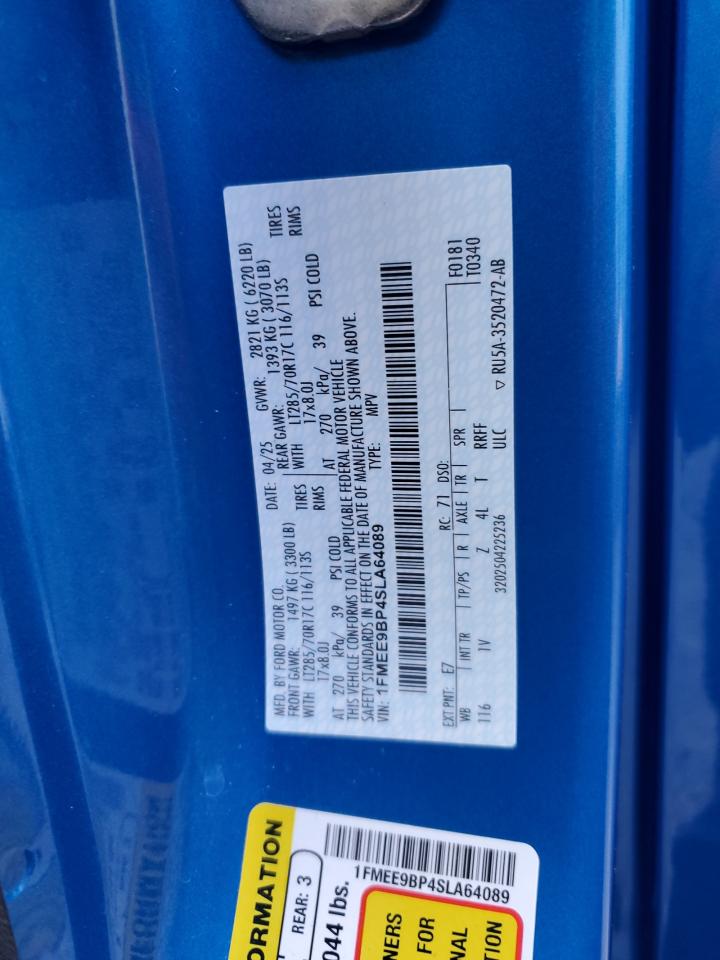 MFD. BY FORD MOTOR CO.
DATE: 04/25 GVWR: 2821 KG ( 6220 LB)
FRONT GAWR: 1497 KG ( 3300 LB)
REAR GAWR: 1393 KG ( 3070 LB)
WITH LT285/70R17C 116/113S TIRES
WITH LT285/70R17C 116/113S TIRES
17x8.0J RIMS
17x8.0J RIMS
AT 270 kPa/ 39 PSI COLD
AT 270 kPa/ 39 PSI COLD
THIS VEHICLE CONFORMS TO ALL APPLICABLE FEDERAL MOTOR VEHICLE
SAFETY STANDARDS IN EFFECT ON THE DATE OF MANUFACTURE SHOWN ABOVE.
VIN: 1FMEE9BP4SLA64089 TYPE: MPV
EXT PNT: E7 RC: 71 DSO: F0181
WB INT TR TP/PS R AXLE TR SPR T0340
116 1V Z 4L T RRFF
3202504225236 ULC ▽ RU5A-3520472-AB
ORMATION
REAR: 3
044 lbs.
1FMEE9BP4SLA64089
NERS
FOR
NAL
TION